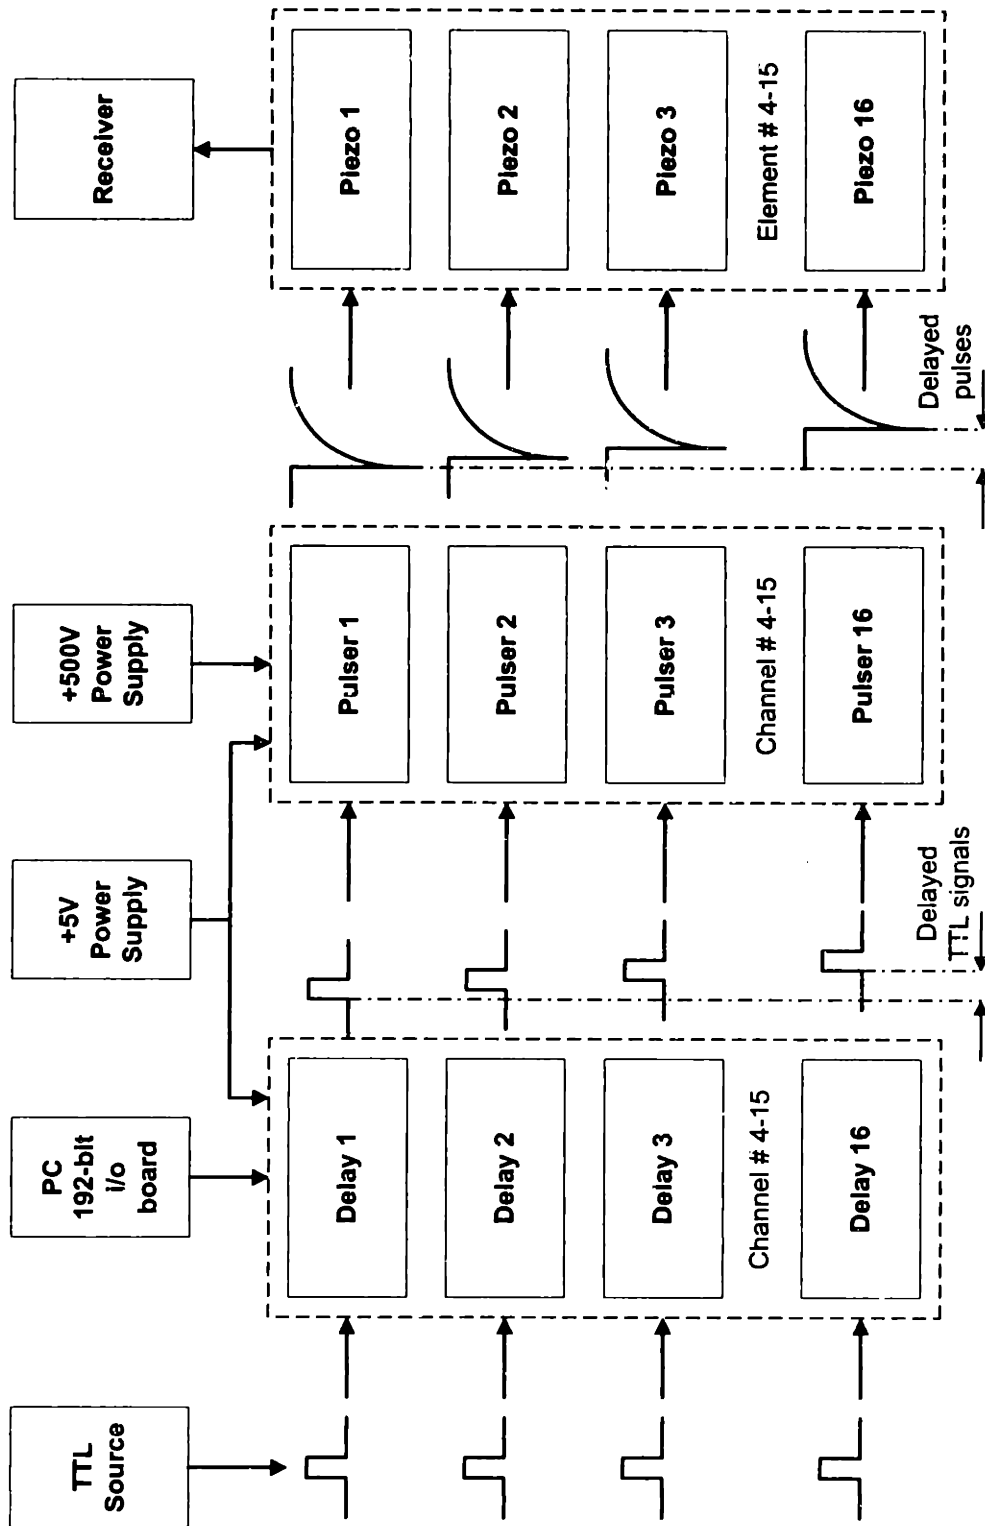 TTL
Source
PC
192-bit
i/o
board
+5V
Power
Supply
+500V
Power
Supply
Receiver
Delay 1
Delay 2
Delay 3
Channel # 4-15
Delay 16
Delayed
TTL signals
Pulser 1
Pulser 2
Pulser 3
Channel # 4-15
Pulser 16
Delayed
pulses
Piezo 1
Piezo 2
Piezo 3
Element # 4-15
Piezo 16